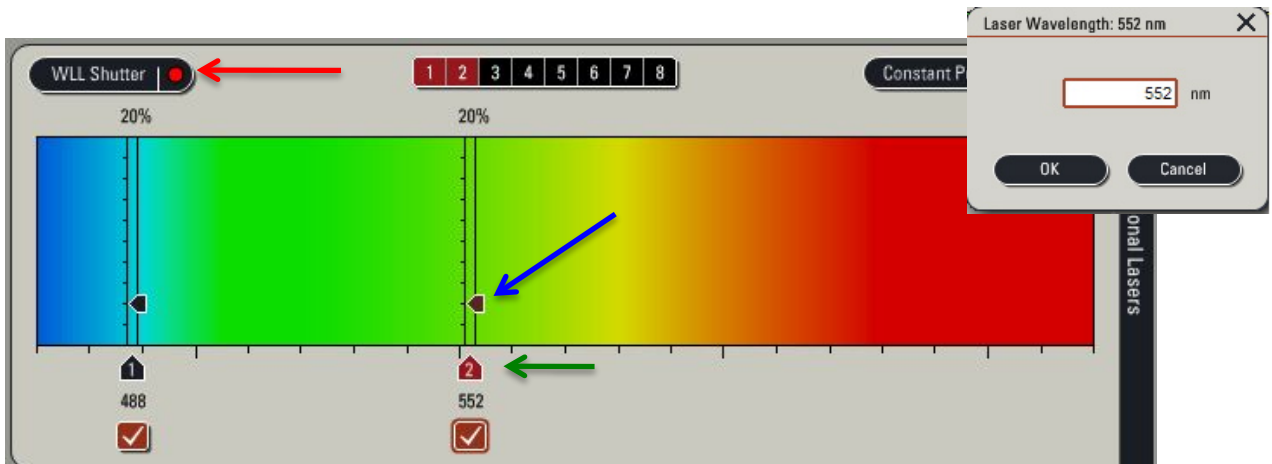 Laser Wavelength: 552 nm
552 nm
OK Cancel
WLL Shutter
1 2 3 4 5 6 7 8
Constant P
20% 20%
onal Lasers
1 2
488 552